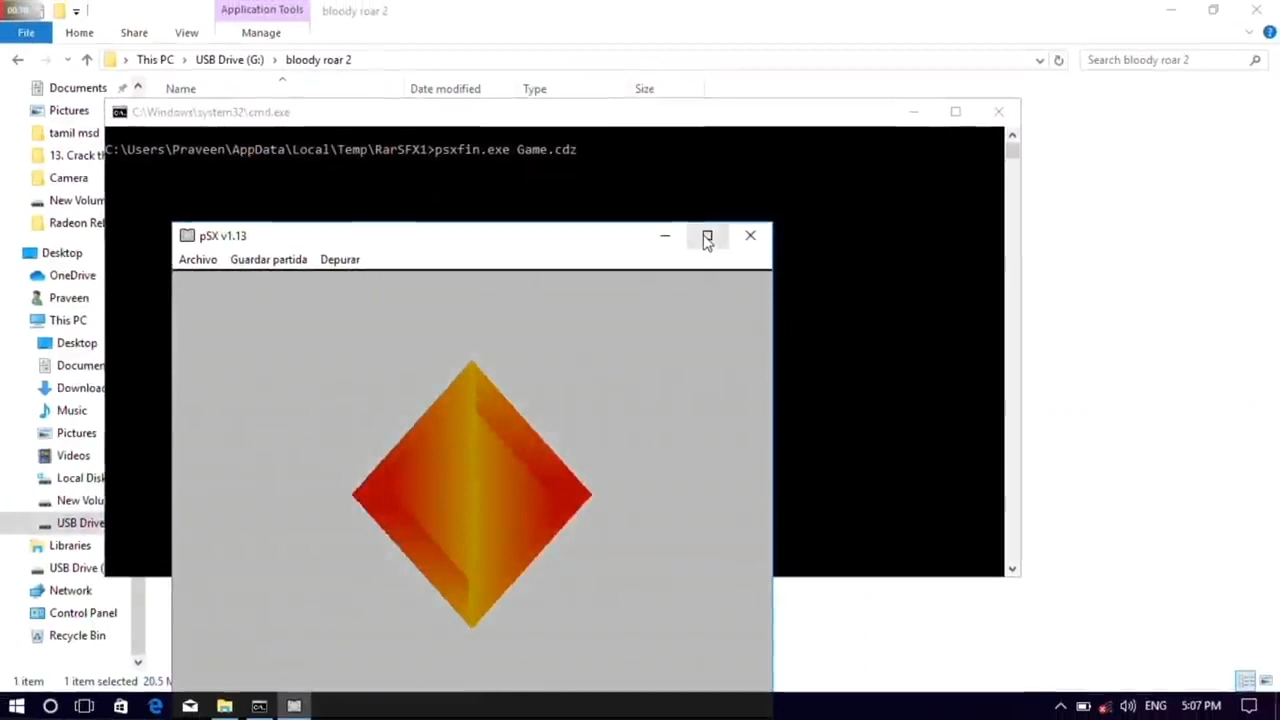 00:10
Application Tools
bloody roar 2
File
Home
Share
View
Manage
This PC
USB Drive (G:)
bloody roar 2
Search bloody roar 2
Name
Date modified
Type
Size
Documents
Pictures
tamil msd
13. Crack th
Camera
New Volum
Radeon Rel
Desktop
OneDrive
Praveen
This PC
Desktop
Documen
Download
Music
Pictures
Videos
Local Disk
New Volu
USB Drive
Libraries
USB Drive (
Network
Control Panel
Recycle Bin
C:\Windows\system32\cmd.exe
C:\Users\Praveen\AppData\Local\Temp\RarSFX1>psxfin.exe Game.cdz
pSX v1.13
Archivo
Guardar partida
Depurar
1 item
1 item selected
20.5 M
ENG
5:07 PM